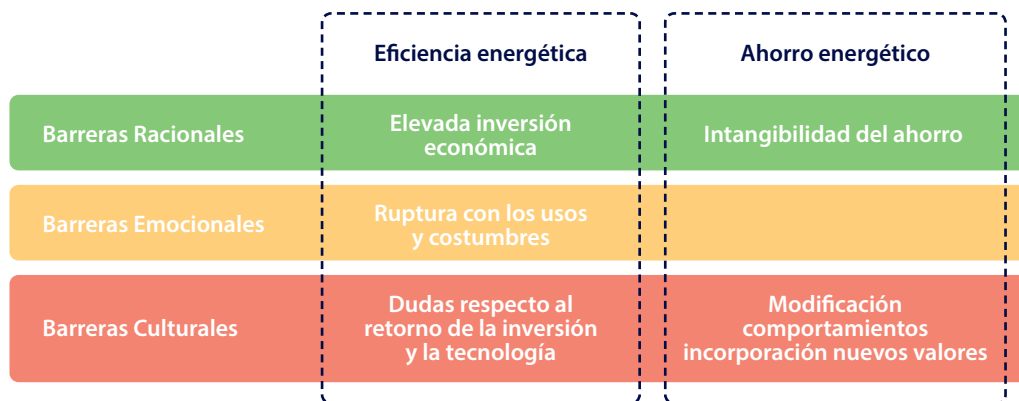 Eficiencia energética
Ahorro energético
Barreras Racionales
Elevada inversión
económica
Intangibilidad del ahorro
Barreras Emocionales
Ruptura con los usos
y costumbres
Barreras Culturales
Dudas respecto al
retorno de la inversión
y la tecnología
Modificación
comportamientos
incorporación nuevos valores